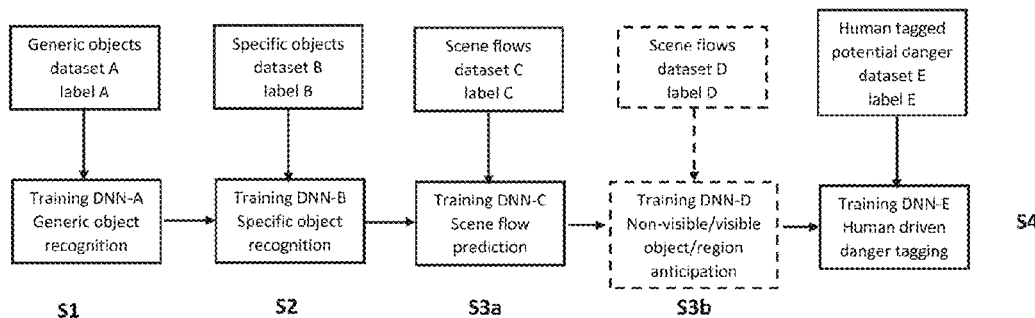 Generic objects
dataset A
label A
Specific objects
dataset B
label B
Scene flows
dataset C
label C
Scene flows
dataset D
label D
Human tagged
potential danger
dataset E
label E
Training DNN-A
Generic object
recognition
Training DNN-B
Specific object
recognition
Training DNN-C
Scene flow
prediction
Training DNN-D
Non-visible/visible
object/region
anticipation
Training DNN-E
Human driven
danger tagging
S4
S1
S2
S3a
S3b